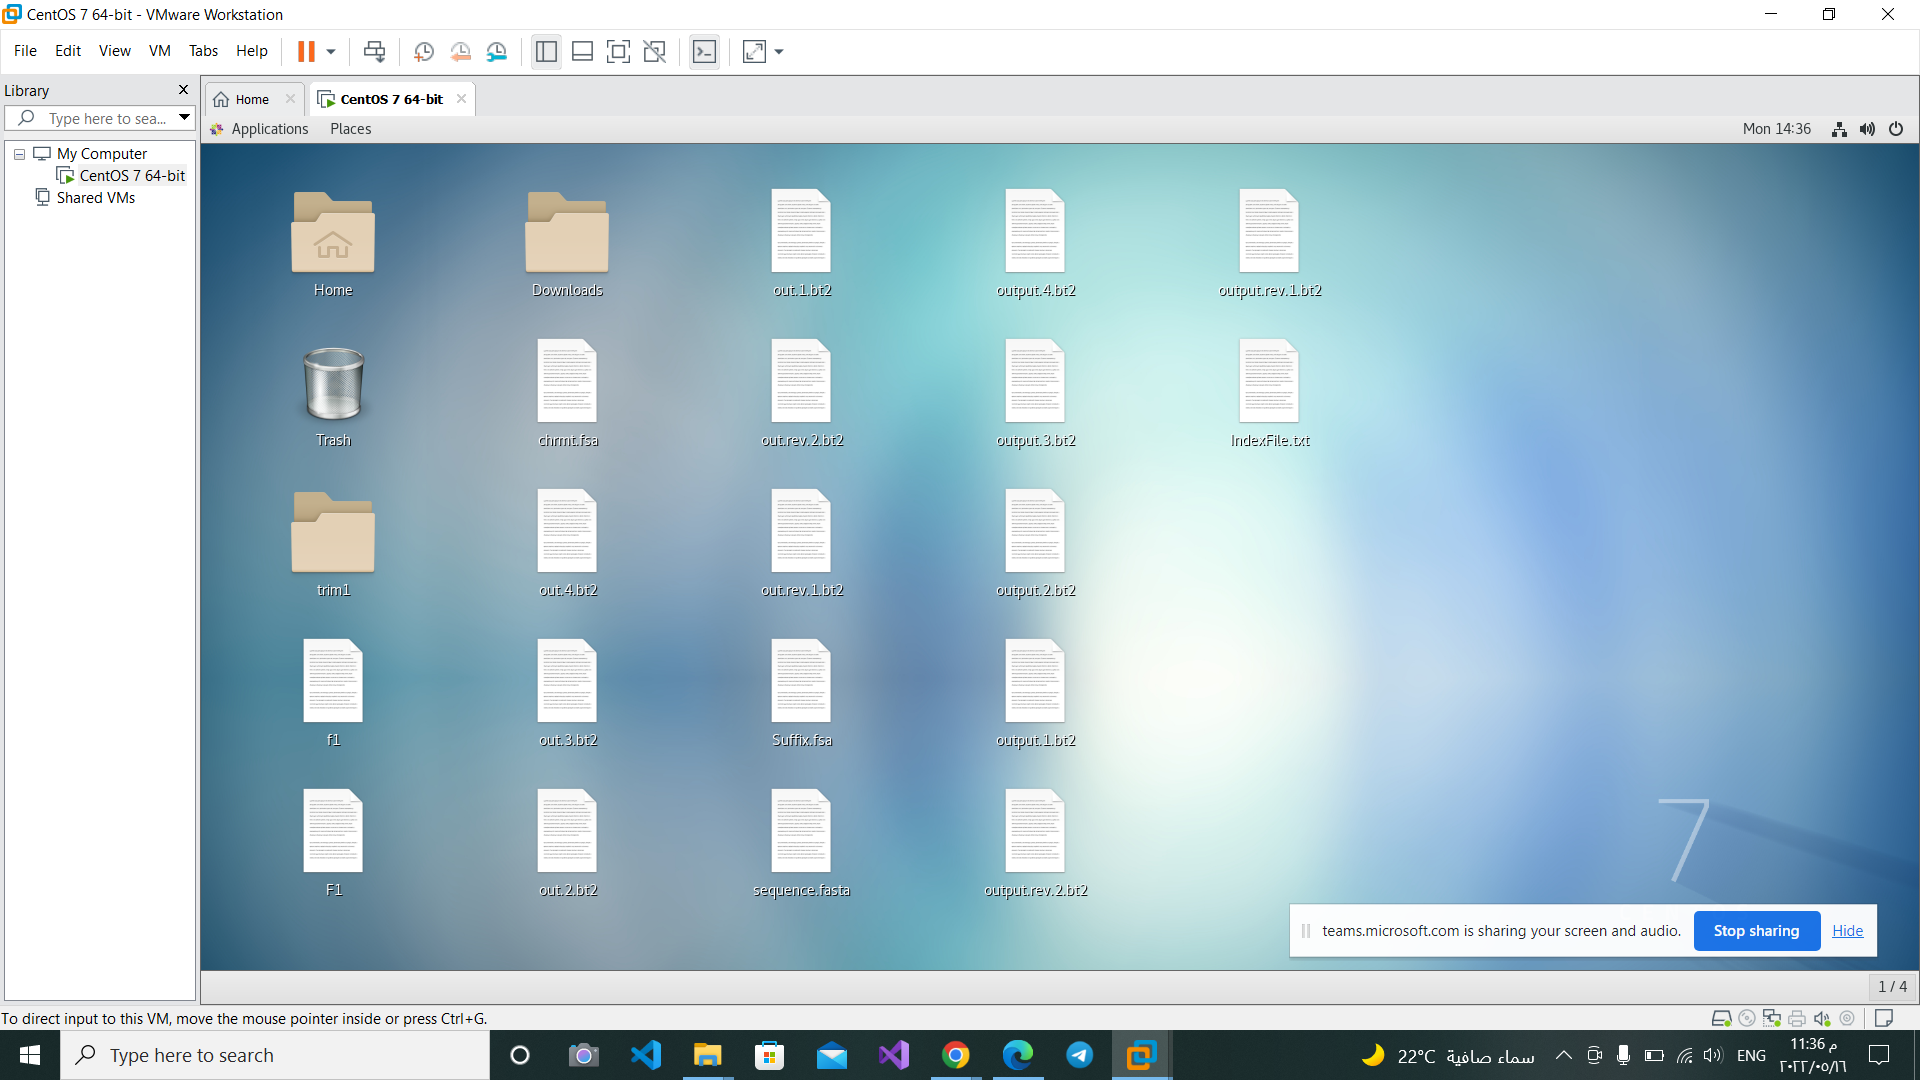 CentOS 7 64-bit - VMware Workstation
File Edit View VM Tabs Help
Library
Type here to sea...
My Computer
CentOS 7 64-bit
Shared VMs
Home
CentOS 7 64-bit
Applications Places
Mon 14:36
Home Downloads out.1.bt2 output.4.bt2 output.rev.1.bt2
Trash chrmt.fsa out.rev.2.bt2 output.3.bt2 IndexFile.txt
trim1 out.4.bt2 out.rev.1.bt2 output.2.bt2
f1 out.3.bt2 Suffix.fsa output.1.bt2
F1 out.2.bt2 sequence.fasta output.rev.2.bt2
7
teams.microsoft.com is sharing your screen and audio. Stop sharing Hide
1 / 4
To direct input to this VM, move the mouse pointer inside or press Ctrl+G.
Type here to search
22°C سماء صافية
ENG
11:36 م
٢٠٢٢/٠٥/١٦